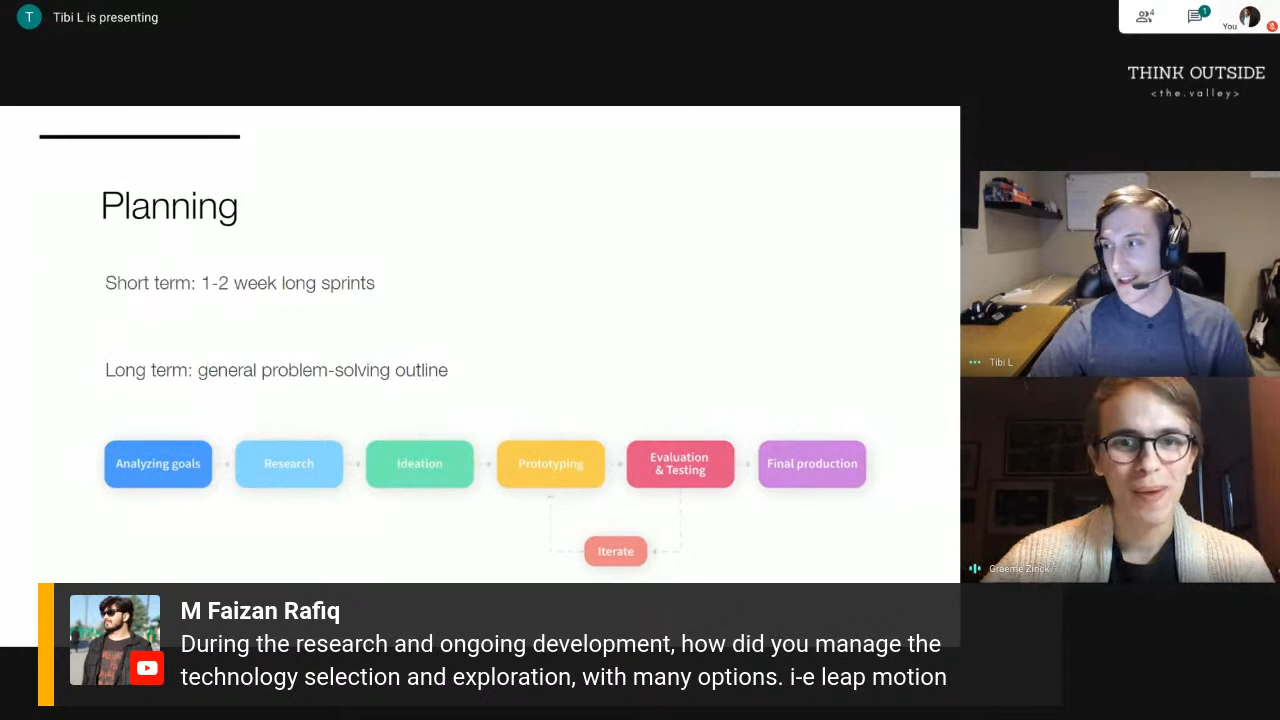 T Tibi L is presenting
4
1
You
THINK OUTSIDE
<the.valley>
Planning
Short term: 1-2 week long sprints
Long term: general problem-solving outline
Analyzing goals
Research
Ideation
Prototyping
Evaluation
& Testing
Final production
Iterate
Tibi L
Graeme Zinck
M Faizan Rafiq
During the research and ongoing development, how did you manage the
technology selection and exploration, with many options. i-e leap motion